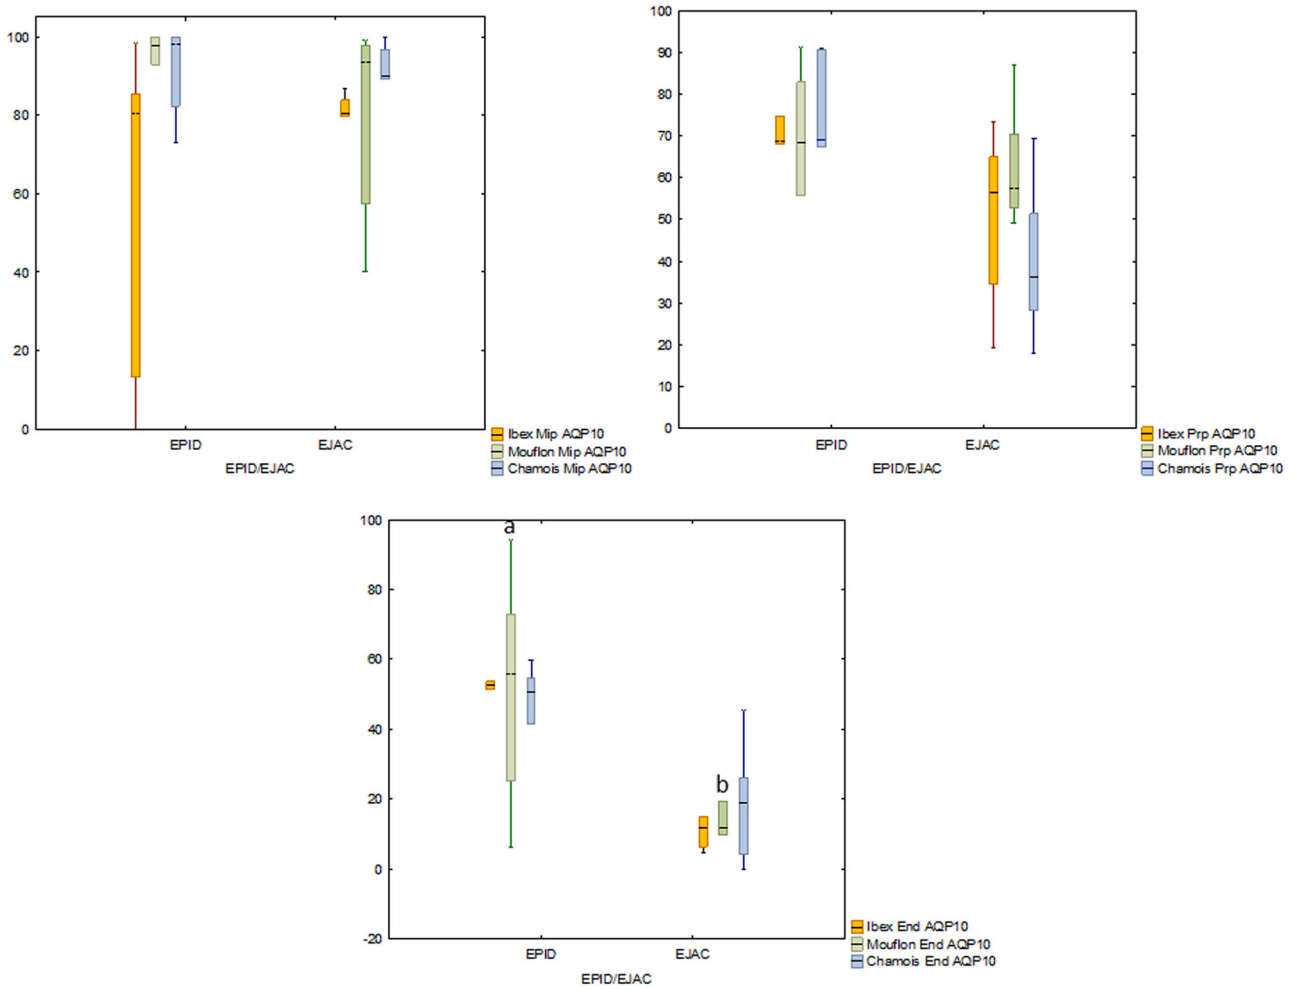 100
80
60
40
20
0
EPID
EJAC
EPID/EJAC
Ibex Mip AQP10
Mouflon Mip AQP10
Chamois Mip AQP10
100
90
80
70
60
50
40
30
20
10
0
EPID
EJAC
EPID/EJAC
Ibex Prp AQP10
Mouflon Prp AQP10
Chamois Prp AQP10
100
80
60
40
20
0
-20
a
b
EPID
EJAC
EPID/EJAC
Ibex End AQP10
Mouflon End AQP10
Chamois End AQP10